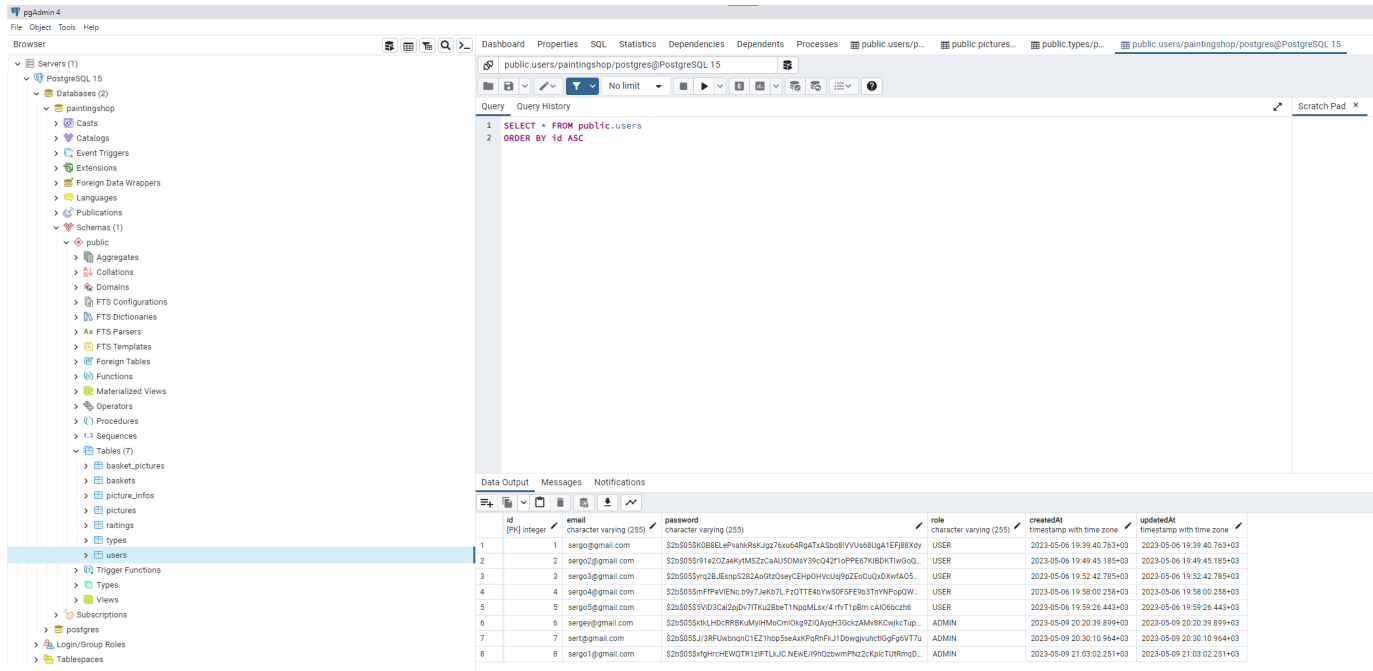 pgAdmin 4
File Object Tools Help
Browser
Dashboard Properties SQL Statistics Dependencies Dependents Processes public.users/p... public.pictures... public.types/p... public.users/paintingshop/postgres@PostgreSQL 15
Servers (1)
PostgreSQL 15
Databases (2)
paintingshop
Casts
Catalogs
Event Triggers
Extensions
Foreign Data Wrappers
Languages
Publications
Schemas (1)
public
Aggregates
Collations
Domains
FTS Configurations
FTS Dictionaries
Aa FTS Parsers
FTS Templates
Foreign Tables
Functions
Materialized Views
Operators
Procedures
1..3 Sequences
Tables (7)
basket_pictures
baskets
picture_infos
pictures
raitings
types
users
Trigger Functions
Types
Views
Subscriptions
postgres
Login/Group Roles
Tablespaces
public.users/paintingshop/postgres@PostgreSQL 15
No limit
Query Query History
Scratch Pad
1 SELECT * FROM public.users
2 ORDER BY id ASC
Data Output Messages Notifications
id email password role createdAt updatedAt
[PK] integer character varying (255) character varying (255) character varying (255) timestamp with time zone timestamp with time zone
1 1 sergo@gmail.com USER 2023-05-06 19:39:40.763+03 2023-05-06 19:39:40.763+03
2 2 sergo2@gmail.com USER 2023-05-06 19:49:45.185+03 2023-05-06 19:49:45.185+03
3 3 sergo3@gmail.com USER 2023-05-06 19:52:42.785+03 2023-05-06 19:52:42.785+03
4 4 sergo4@gmail.com USER 2023-05-06 19:58:00.258+03 2023-05-06 19:58:00.258+03
5 5 sergo5@gmail.com USER 2023-05-06 19:59:26.443+03 2023-05-06 19:59:26.443+03
6 6 sergey@gmail.com ADMIN 2023-05-09 20:20:39.899+03 2023-05-09 20:20:39.899+03
7 7 sert@gmail.com ADMIN 2023-05-09 20:30:10.964+03 2023-05-09 20:30:10.964+03
8 8 sergo1@gmail.com ADMIN 2023-05-09 21:03:02.251+03 2023-05-09 21:03:02.251+03